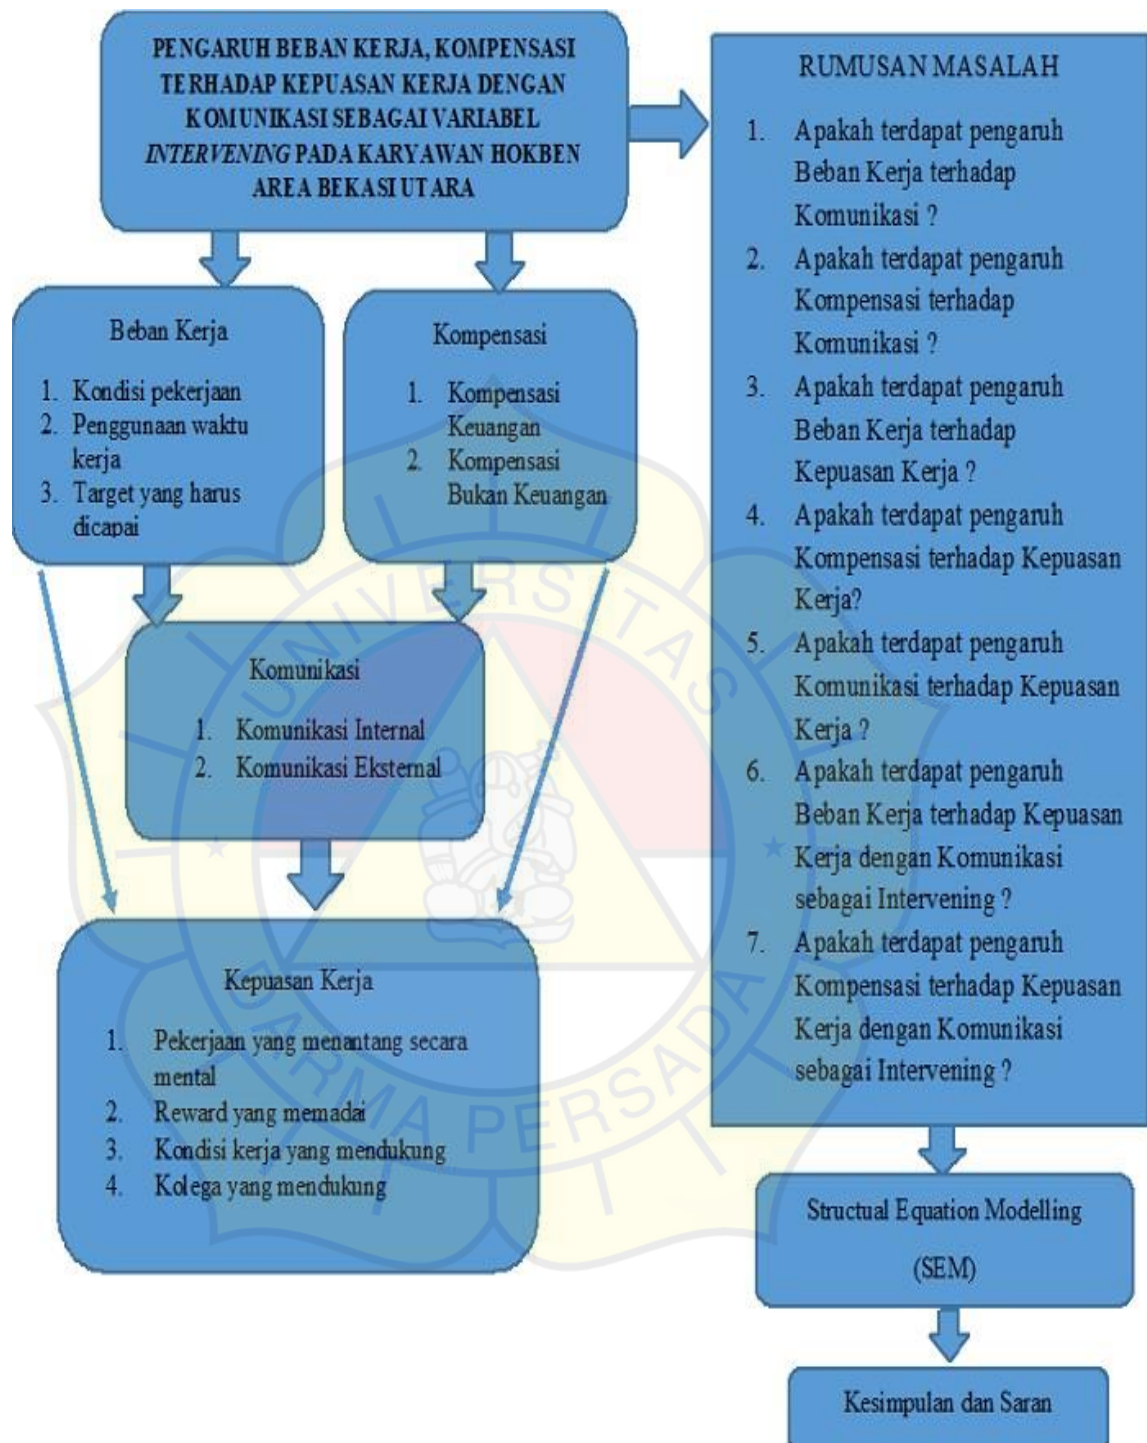 PENGARUH BEBAN KERJA, KOMPENSASI
TERHADAP KEPUASAN KERJA DENGAN
KOMUNIKASI SEBAGAI VARIABEL
INTERVENING PADA KARYAWAN HOKBEN
AREA BEKASI UTARA
Beban Kerja
1. Kondisi pekerjaan
2. Penggunaan waktu
kerja
3. Target yang harus
dicapai
Kompensasi
1. Kompensasi
Keuangan
2. Kompensasi
Bukan Keuangan
Komunikasi
1. Komunikasi Internal
2. Komunikasi Eksternal
Kepuasan Kerja
1. Pekerjaan yang menantang secara
mental
2. Reward yang memadai
3. Kondisi kerja yang mendukung
4. Kolega yang mendukung
RUMUSAN MASALAH
1. Apakah terdapat pengaruh
Beban Kerja terhadap
Komunikasi ?
2. Apakah terdapat pengaruh
Kompensasi terhadap
Komunikasi ?
3. Apakah terdapat pengaruh
Beban Kerja terhadap
Kepuasan Kerja ?
4. Apakah terdapat pengaruh
Kompensasi terhadap Kepuasan
Kerja?
5. Apakah terdapat pengaruh
Komunikasi terhadap Kepuasan
Kerja ?
6. Apakah terdapat pengaruh
Beban Kerja terhadap Kepuasan
Kerja dengan Komunikasi
sebagai Intervening ?
7. Apakah terdapat pengaruh
Kompensasi terhadap Kepuasan
Kerja dengan Komunikasi
sebagai Intervening ?
Structual Equation Modelling
(SEM)
Kesimpulan dan Saran
UNIVERSITAS
DARMA PERSADA